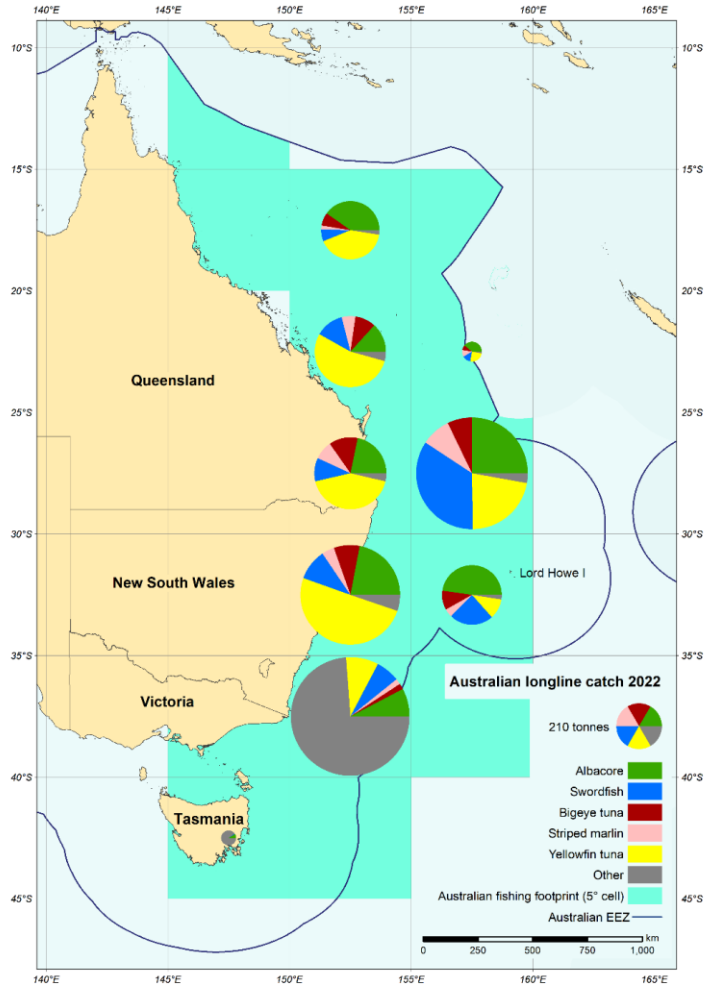 140°E 145°E 150°E 155°E 160°E 165°E
10°S 10°S
15°S 15°S
20°S 20°S
Queensland
25°S 25°S
30°S 30°S
New South Wales
Lord Howe I
35°S 35°S
Victoria
Australian longline catch 2022
210 tonnes
40°S 40°S
Albacore
Swordfish
Tasmania
Bigeye tuna
Striped marlin
Yellowfin tuna
Other
45°S 45°S
Australian fishing footprint (5° cell)
Australian EEZ
km
0 250 500 750 1,000
140°E 145°E 150°E 155°E 160°E 165°E